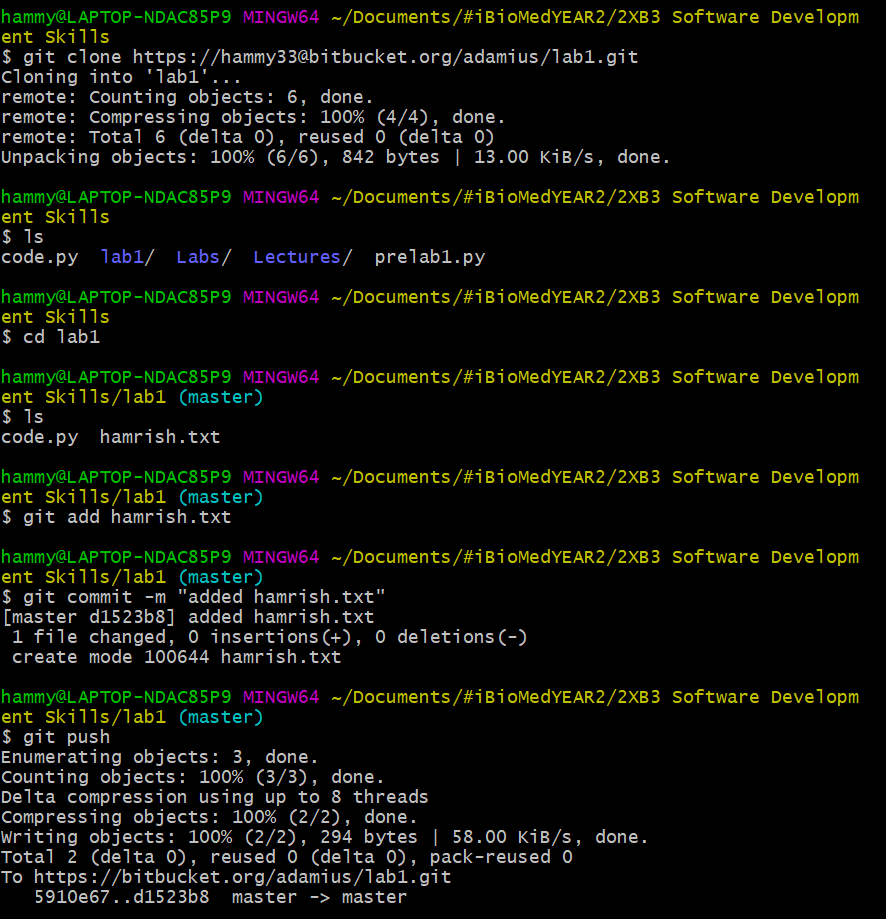 hammy@LAPTOP-NDAC85P9 MINGW64 ~/Documents/#iBioMedYEAR2/2XB3 Software Developm
ent Skills
$ git clone https://hammy33@bitbucket.org/adamius/lab1.git
Cloning into 'lab1'...
remote: Counting objects: 6, done.
remote: Compressing objects: 100% (4/4), done.
remote: Total 6 (delta 0), reused 0 (delta 0)
Unpacking objects: 100% (6/6), 842 bytes | 13.00 KiB/s, done.
hammy@LAPTOP-NDAC85P9 MINGW64 ~/Documents/#iBioMedYEAR2/2XB3 Software Developm
ent Skills
$ ls
code.py  lab1/  Labs/  Lectures/  prelab1.py
hammy@LAPTOP-NDAC85P9 MINGW64 ~/Documents/#iBioMedYEAR2/2XB3 Software Developm
ent Skills
$ cd lab1
hammy@LAPTOP-NDAC85P9 MINGW64 ~/Documents/#iBioMedYEAR2/2XB3 Software Developm
ent Skills/lab1 (master)
$ ls
code.py  hamrish.txt
hammy@LAPTOP-NDAC85P9 MINGW64 ~/Documents/#iBioMedYEAR2/2XB3 Software Developm
ent Skills/lab1 (master)
$ git add hamrish.txt
hammy@LAPTOP-NDAC85P9 MINGW64 ~/Documents/#iBioMedYEAR2/2XB3 Software Developm
ent Skills/lab1 (master)
$ git commit -m "added hamrish.txt"
[master d1523b8] added hamrish.txt
 1 file changed, 0 insertions(+), 0 deletions(-)
 create mode 100644 hamrish.txt
hammy@LAPTOP-NDAC85P9 MINGW64 ~/Documents/#iBioMedYEAR2/2XB3 Software Developm
ent Skills/lab1 (master)
$ git push
Enumerating objects: 3, done.
Counting objects: 100% (3/3), done.
Delta compression using up to 8 threads
Compressing objects: 100% (2/2), done.
Writing objects: 100% (2/2), 294 bytes | 58.00 KiB/s, done.
Total 2 (delta 0), reused 0 (delta 0), pack-reused 0
To https://bitbucket.org/adamius/lab1.git
   5910e67..d1523b8  master -> master